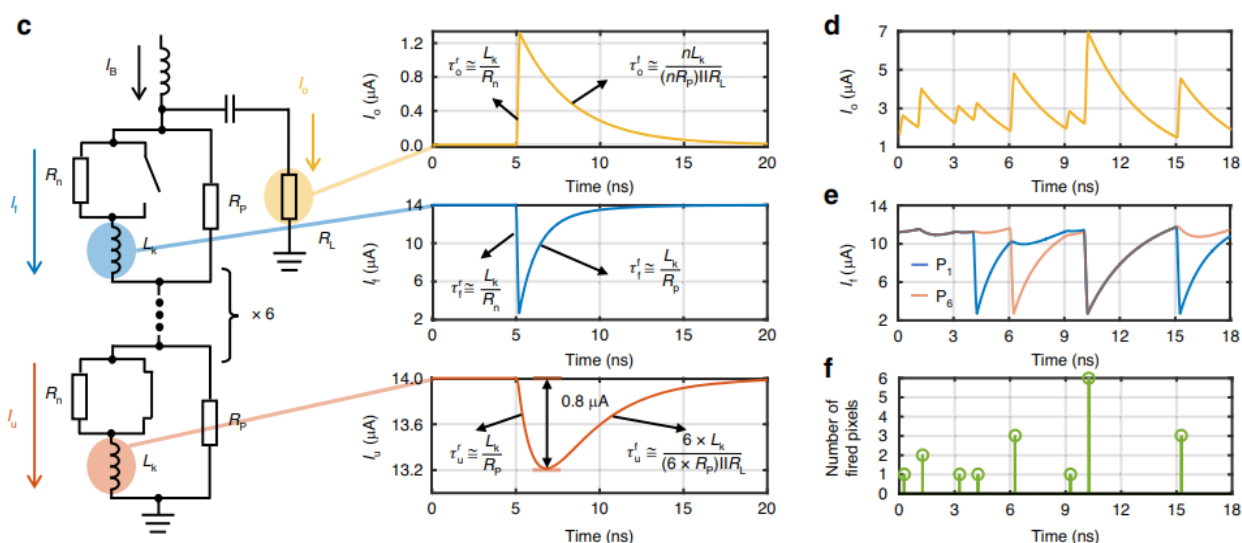 c
I_B
I_o
R_n
I_f
R_P
L_k
R_L
× 6
I_u
R_n
R_P
L_k
I_o (μA)
1.2
0.8
0.4
0.0
τ_o^r ≅ L_k/R_n
τ_o^f ≅ nL_k/(nR_P)IIR_L
0 5 10 15 20
Time (ns)
I_f (μA)
14
10
6
2
τ_f^r ≅ L_k/R_n
τ_f^f ≅ L_k/R_p
0 5 10 15 20
Time (ns)
I_u (μA)
14.0
13.6
13.2
0.8 μA
τ_u^r ≅ L_k/R_P
τ_u^f ≅ 6 × L_k/(6 × R_P)IIR_L
0 5 10 15 20
Time (ns)
d
I_o (μA)
7
5
3
1
0 3 6 9 12 15 18
Time (ns)
e
I_f (μA)
14
10
6
2
P_1
P_6
0 3 6 9 12 15 18
Time (ns)
f
Number of
fired pixels
6
5
4
3
2
1
0
0 3 6 9 12 15 18
Time (ns)